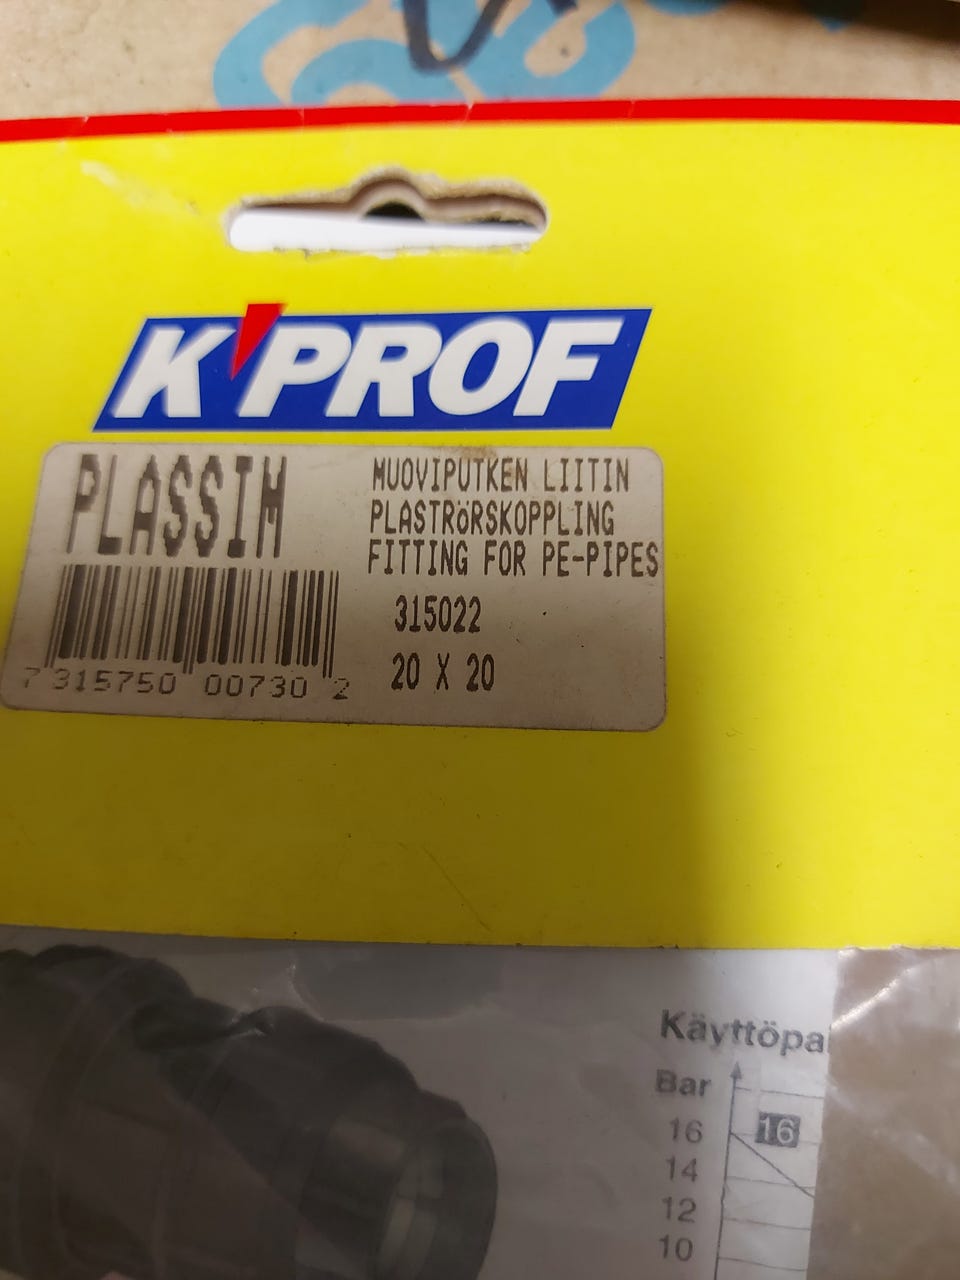 K'PROF
PLASSIM
MUOVIPUTKEN LIITIN
PLASTRöRSKOPPLING
FITTING FOR PE-PIPES
315022
20 X 20
7 315750 00730 2
Käyttöpa
Bar
16
16
14
12
10